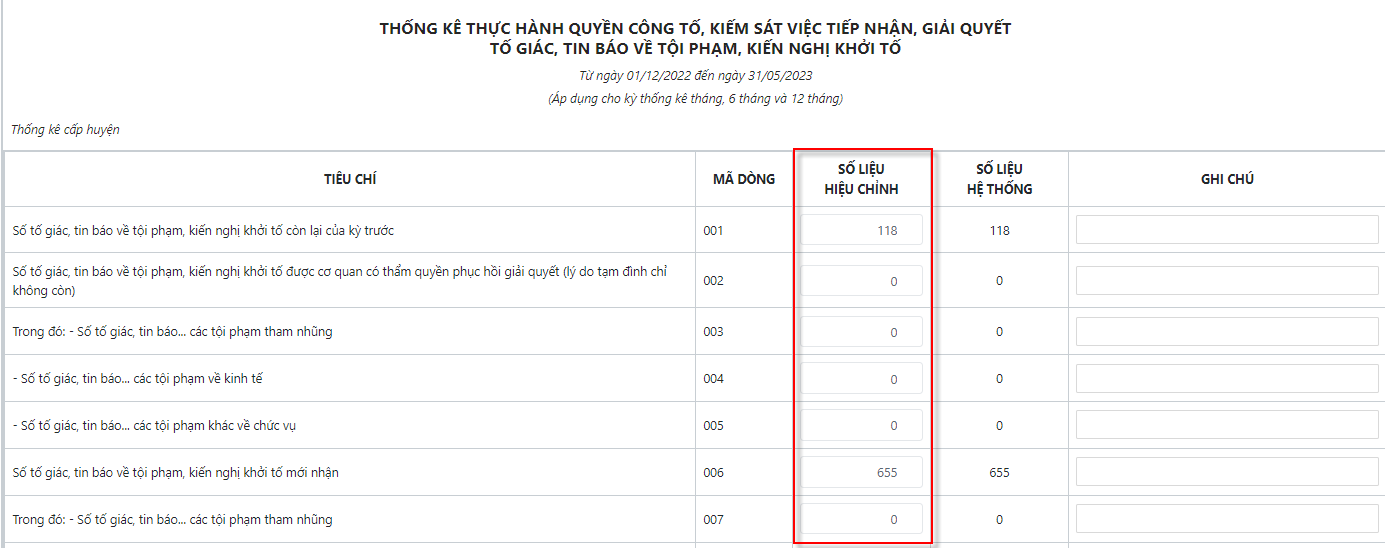 THỐNG KÊ THỰC HÀNH QUYỀN CÔNG TỐ, KIỂM SÁT VIỆC TIẾP NHẬN, GIẢI QUYẾT
TỐ GIÁC, TIN BÁO VỀ TỘI PHẠM, KIẾN NGHỊ KHỞI TỐ
Từ ngày 01/12/2022 đến ngày 31/05/2023
(Áp dụng cho kỳ thống kê tháng, 6 tháng và 12 tháng)
Thống kê cấp huyện
TIÊU CHÍ MÃ DÒNG SỐ LIỆU HIỆU CHỈNH SỐ LIỆU HỆ THỐNG GHI CHÚ
Số tố giác, tin báo về tội phạm, kiến nghị khởi tố còn lại của kỳ trước 001 118 118
Số tố giác, tin báo về tội phạm, kiến nghị khởi tố được cơ quan có thẩm quyền phục hồi giải quyết (lý do tạm đình chỉ
không còn) 002 0 0
Trong đó: - Số tố giác, tin báo... các tội phạm tham nhũng 003 0 0
- Số tố giác, tin báo... các tội phạm về kinh tế 004 0 0
- Số tố giác, tin báo... các tội phạm khác về chức vụ 005 0 0
Số tố giác, tin báo về tội phạm, kiến nghị khởi tố mới nhận 006 655 655
Trong đó: - Số tố giác, tin báo... các tội phạm tham nhũng 007 0 0